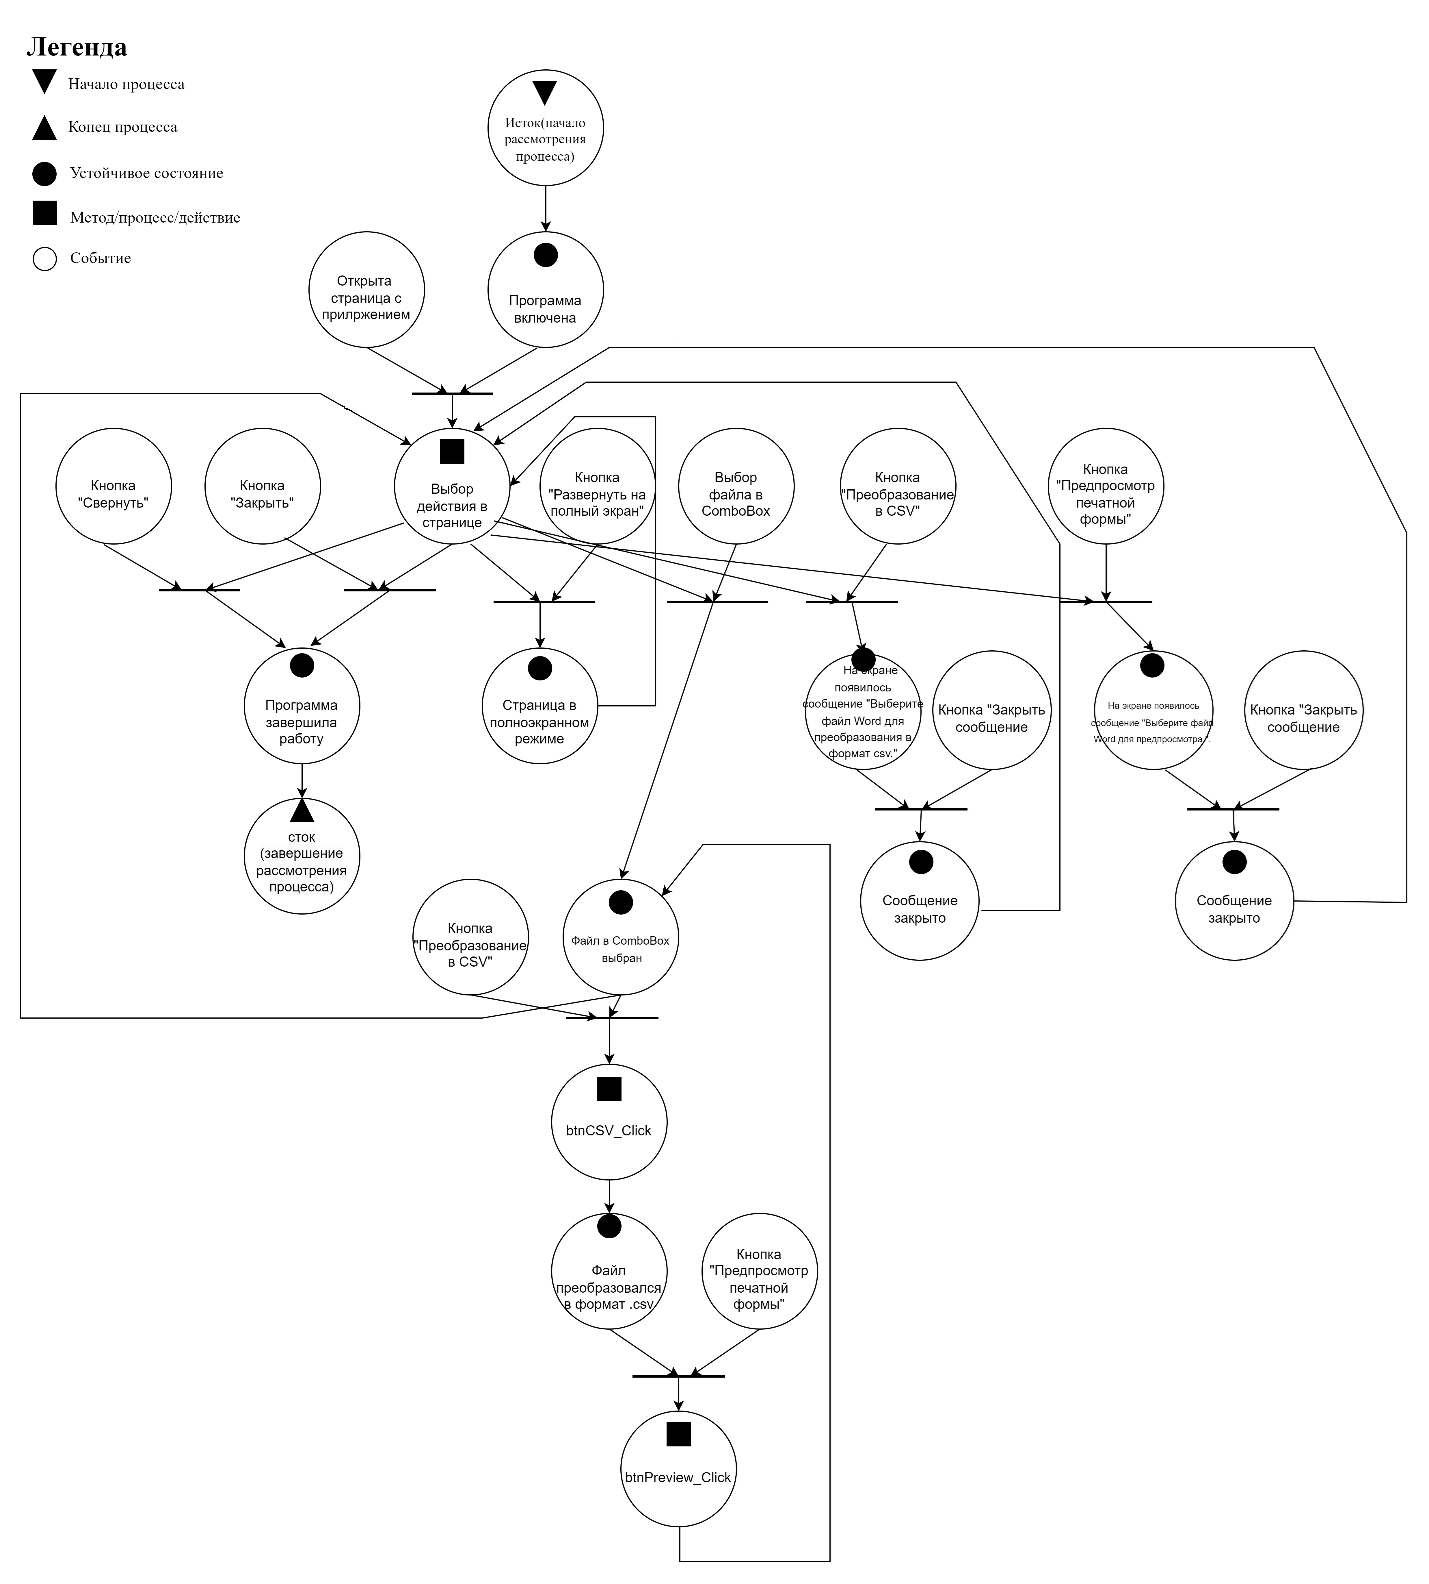 Легенда
Начало процесса
Конец процесса
Устойчивое состояние
Метод/процесс/действие
Событие
Исток(начало
рассмотрения
процесса)
Открыта
страница с
прилржением
Программа
включена
Кнопка
"Свернуть"
Кнопка
"Закрыть"
Выбор
действия в
странице
Кнопка
"Развернуть на
полный экран"
Выбор
файла в
ComboBox
Кнопка
"Преобразование
в CSV"
Кнопка
"Предпросмотр
печатной
формы"
Программа
завершила
работу
Страница в
полноэкранном
режиме
На экране
появилось
сообщение "Выберите
файл Word для
преобразования в
формат csv."
Кнопка "Закрыть
сообщение
На экране появилось
сообщение "Выберите файл
Word для предпросмотра.".
Кнопка "Закрыть
сообщение
сток
(завершение
рассмотрения
процесса)
Сообщение
закрыто
Сообщение
закрыто
Кнопка
"Преобразование
в CSV"
Файл в ComboBox
выбран
btnCSV_Click
Файл
преобразовался
в формат .csv
Кнопка
"Предпросмотр
печатной
формы"
btnPreview_Click